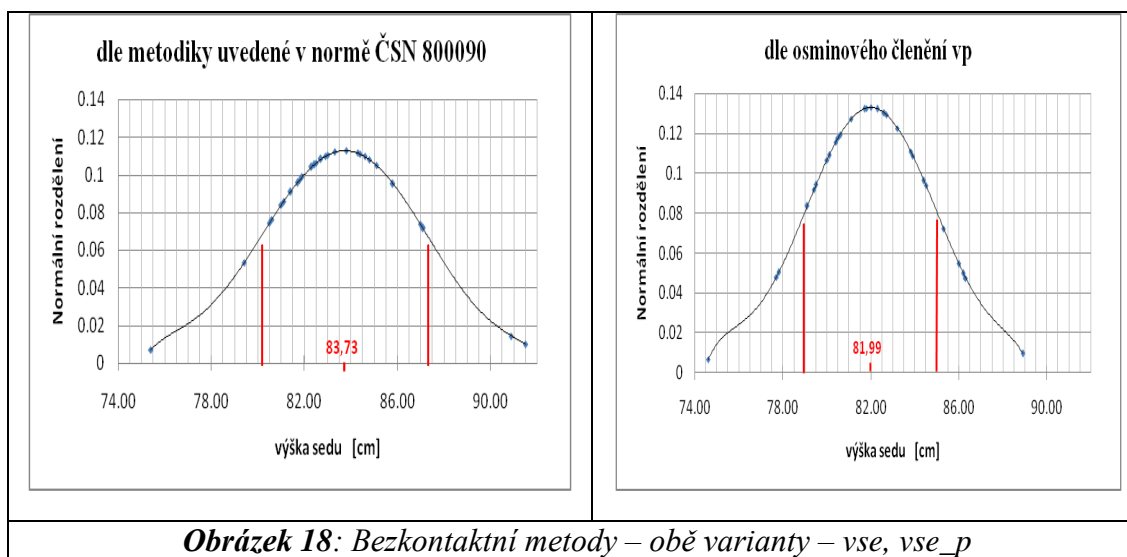 dle metodiky uvedené v normě ČSN 800090
Normální rozdělení
0.14
0.12
0.1
0.08
0.06
0.04
0.02
0
83,73
74.00 78.00 82.00 86.00 90.00
výška sedu [cm]
dle osminového členění vp
Normální rozdělení
0.14
0.12
0.1
0.08
0.06
0.04
0.02
0
81,99
74.00 78.00 82.00 86.00 90.00
výška sedu [cm]
Obrázek 18: Bezkontaktní metody – obě varianty – vse, vse_p